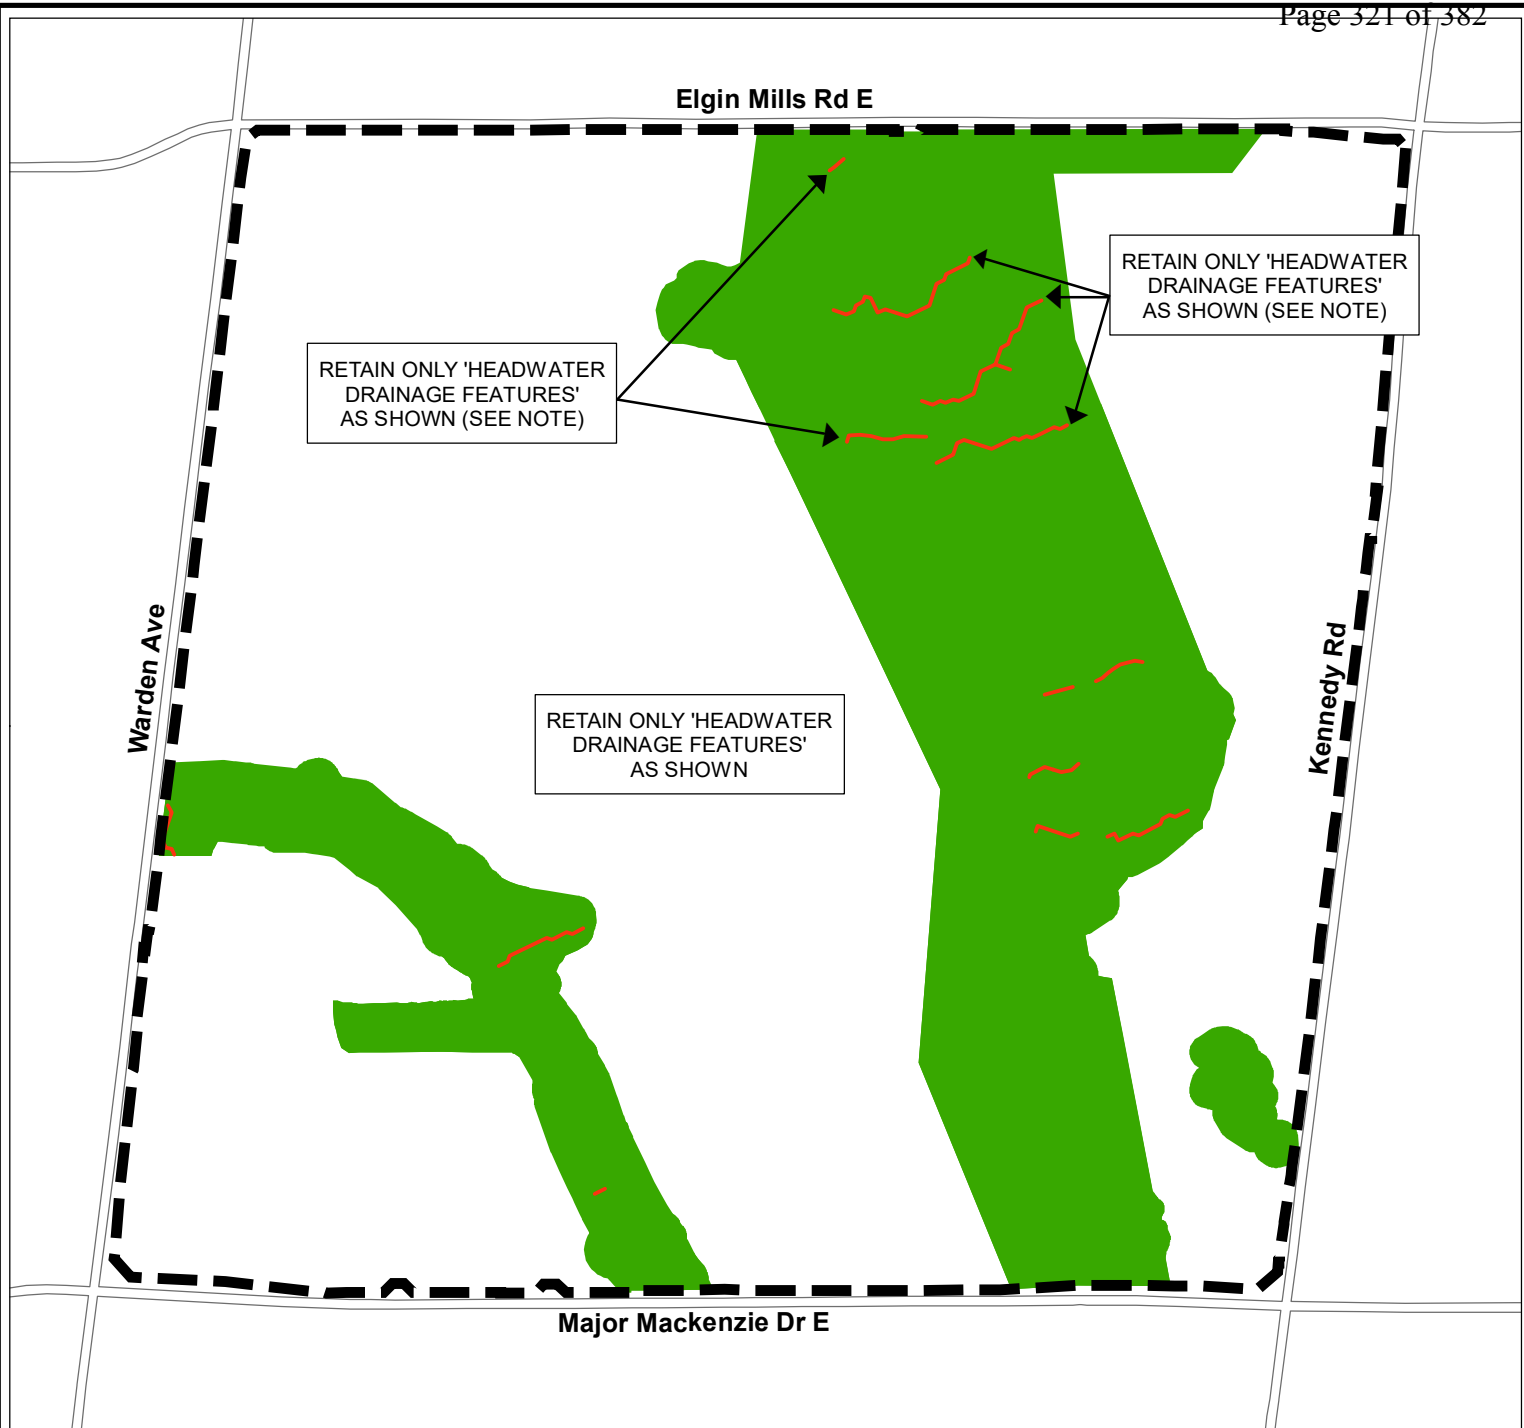 Page 321 of 382
Elgin Mills Rd E
RETAIN ONLY 'HEADWATER
DRAINAGE FEATURES'
AS SHOWN (SEE NOTE)
RETAIN ONLY 'HEADWATER
DRAINAGE FEATURES'
AS SHOWN (SEE NOTE)
Warden Ave
Kennedy Rd
RETAIN ONLY 'HEADWATER
DRAINAGE FEATURES'
AS SHOWN
Major Mackenzie Dr E